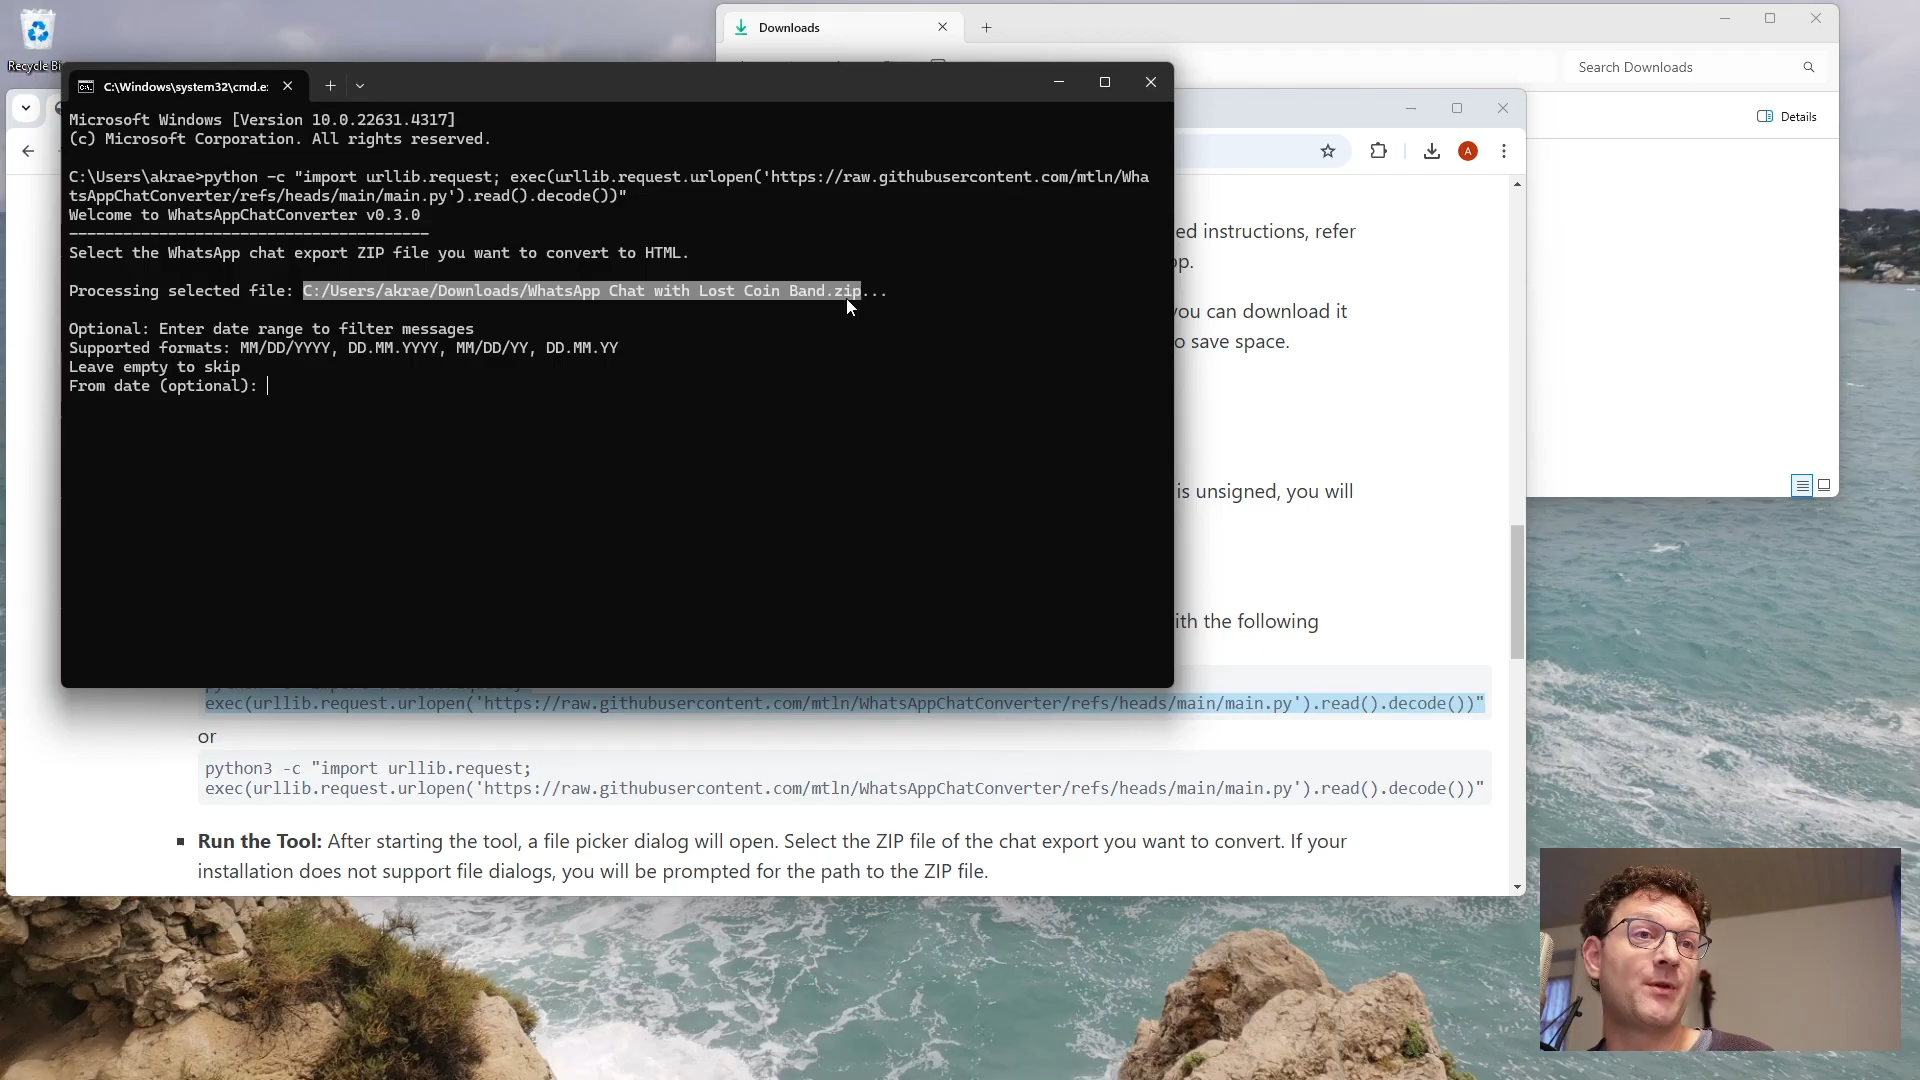 Recycle Bi
Downloads
Search Downloads
Details
C:\Windows\system32\cmd.e:
Microsoft Windows [Version 10.0.22631.4317]
(c) Microsoft Corporation. All rights reserved.
C:\Users\akrae>python -c "import urllib.request; exec(urllib.request.urlopen('https://raw.githubusercontent.com/mtln/Wha
tsAppChatConverter/refs/heads/main/main.py').read().decode())"
Welcome to WhatsAppChatConverter v0.3.0
----------------------------------------
Select the WhatsApp chat export ZIP file you want to convert to HTML.
Processing selected file: C:/Users/akrae/Downloads/WhatsApp Chat with Lost Coin Band.zip...
Optional: Enter date range to filter messages
Supported formats: MM/DD/YYYY, DD.MM.YYYY, MM/DD/YY, DD.MM.YY
Leave empty to skip
From date (optional):
A
ed instructions, refer
op.
you can download it
o save space.
is unsigned, you will
ith the following
exec(urllib.request.urlopen('https://raw.githubusercontent.com/mtln/WhatsAppChatConverter/refs/heads/main/main.py').read().decode())"
or
python3 -c "import urllib.request;
exec(urllib.request.urlopen('https://raw.githubusercontent.com/mtln/WhatsAppChatConverter/refs/heads/main/main.py').read().decode())"
▪ Run the Tool: After starting the tool, a file picker dialog will open. Select the ZIP file of the chat export you want to convert. If your
installation does not support file dialogs, you will be prompted for the path to the ZIP file.